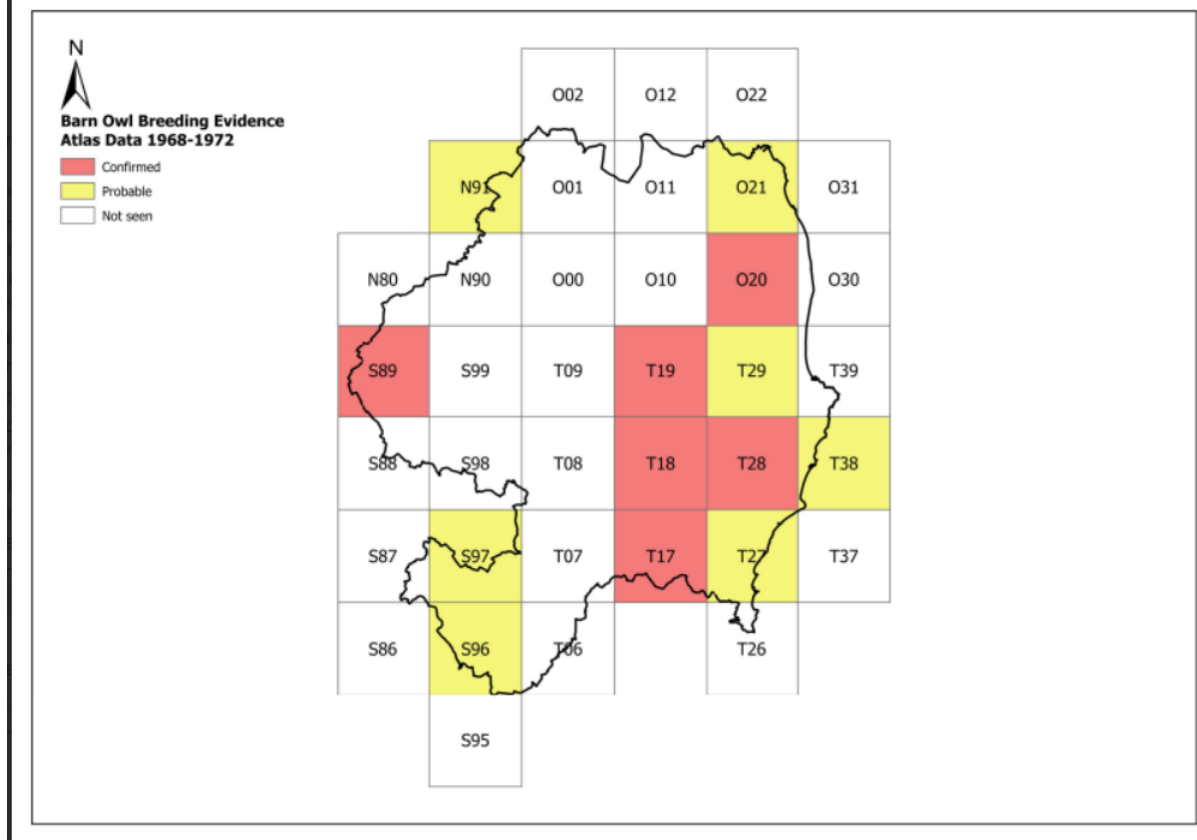 N
Barn Owl Breeding Evidence
Atlas Data 1968-1972
Confirmed
Probable
Not seen
O02 O12 O22
N91 O01 O11 O21 O31
N80 N90 O00 O10 O20 O30
S89 S99 T09 T19 T29 T39
S88 S98 T08 T18 T28 T38
S87 S97 T07 T17 T27 T37
S86 S96 T06 T26
S95